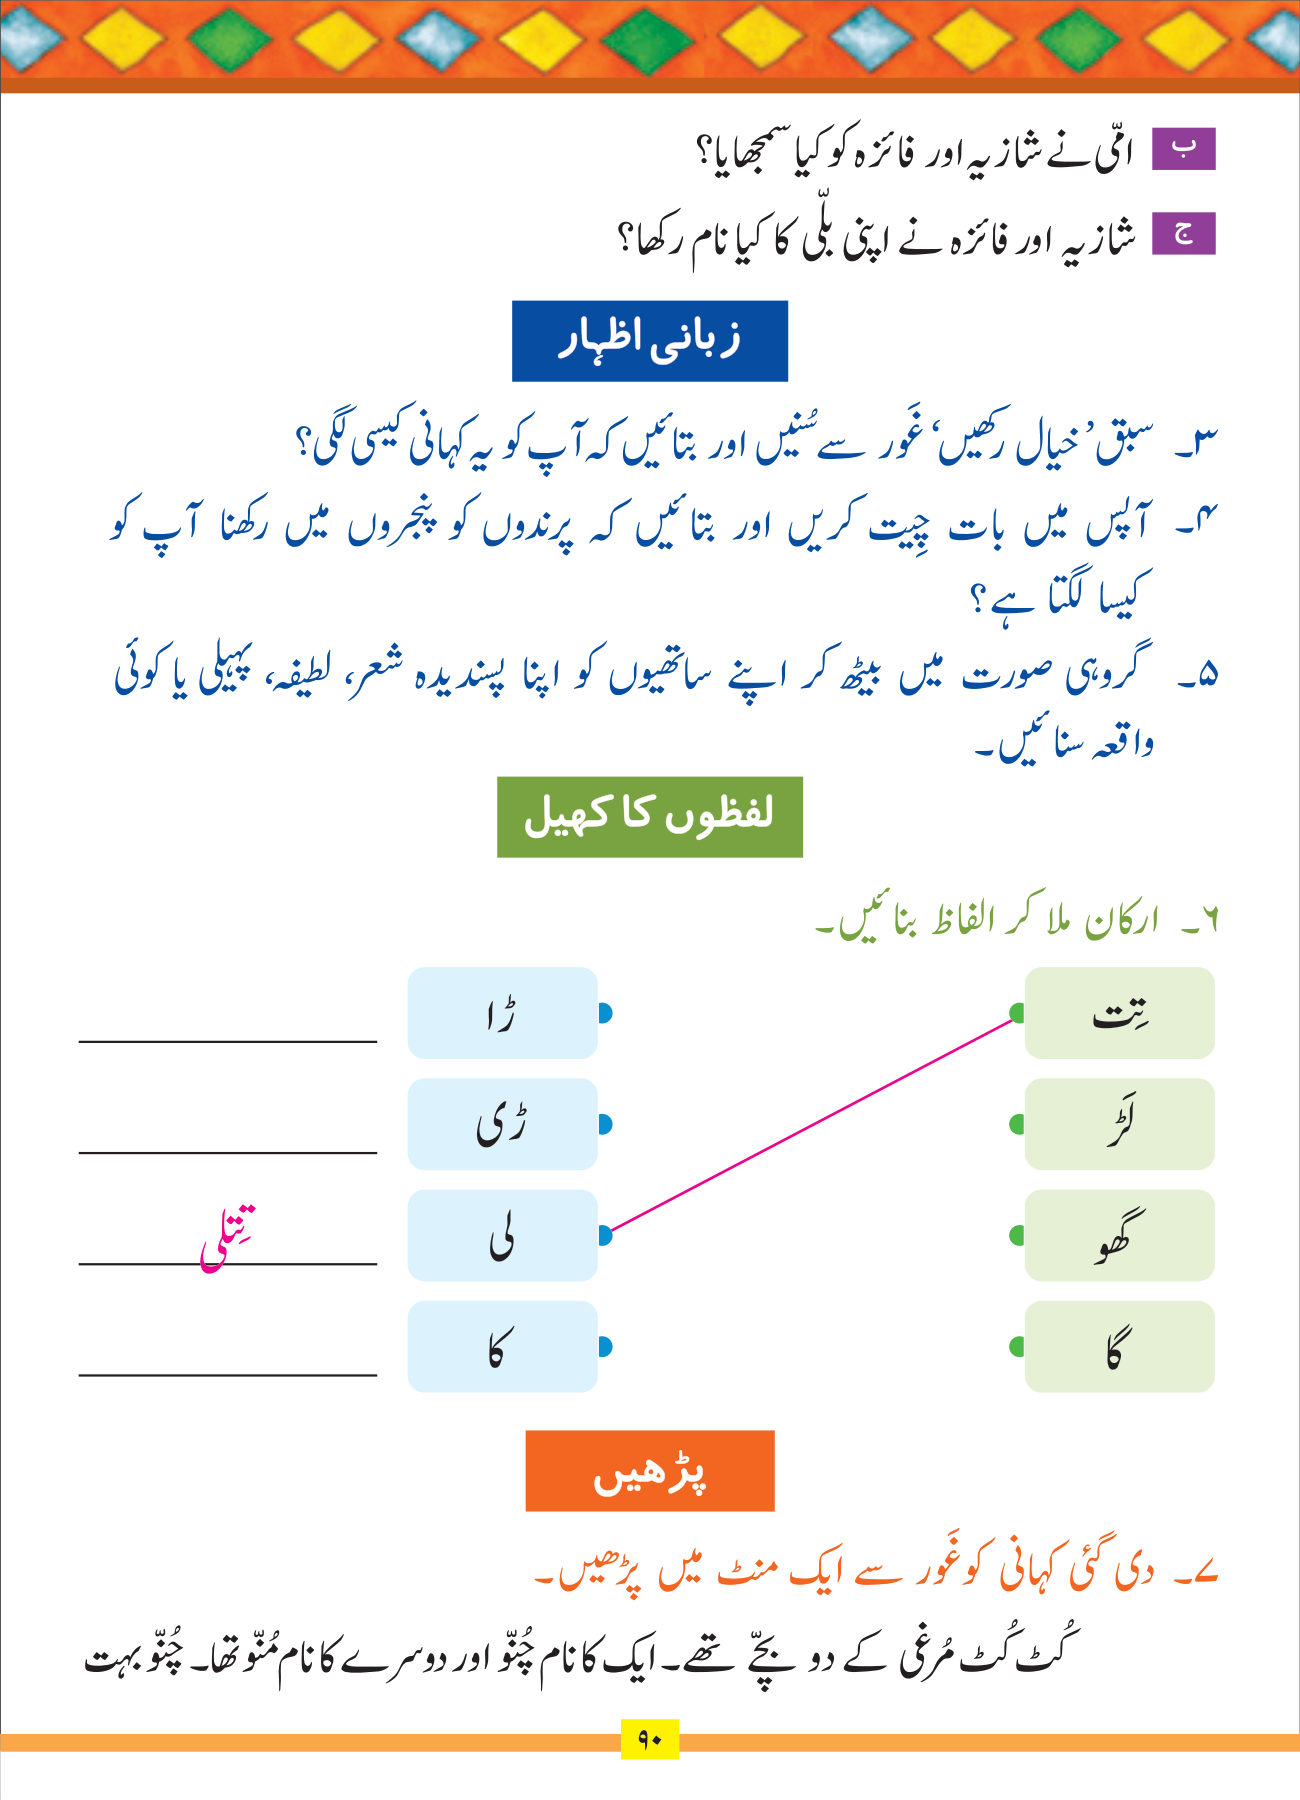 ب امّی نے شازیہ اور فائزہ کو کیا سمجھایا؟
ج شازیہ اور فائزہ نے اپنی بلّی کا کیا نام رکھا؟
زبانی اظہار
۳۔ سبق ’خیال رکھیں‘ غَور سے سُنیں اور بتائیں کہ آپ کو یہ کہانی کیسی لگی؟
۴۔ آپس میں بات چِیت کریں اور بتائیں کہ پرندوں کو پنجروں میں رکھنا آپ کو
کیسا لگتا ہے؟
۵۔ گروہی صورت میں بیٹھ کر اپنے ساتھیوں کو اپنا پسندیدہ شعر، لطیفہ، پہیلی یا کوئی
واقعہ سنائیں۔
لفظوں کا کھیل
۶۔ ارکان ملا کر الفاظ بنائیں۔
تِت ڑا
لَڑ ڑی
گھو لی تِتلی
گا کا
پڑھیں
۷۔ دی گئی کہانی کو غَور سے ایک منٹ میں پڑھیں۔
کُٹ کُٹ مُرغی کے دو بچّے تھے۔ ایک کا نام چُنّو اور دوسرے کا نام مُنّو تھا۔ چُنّو بہت
۹۰